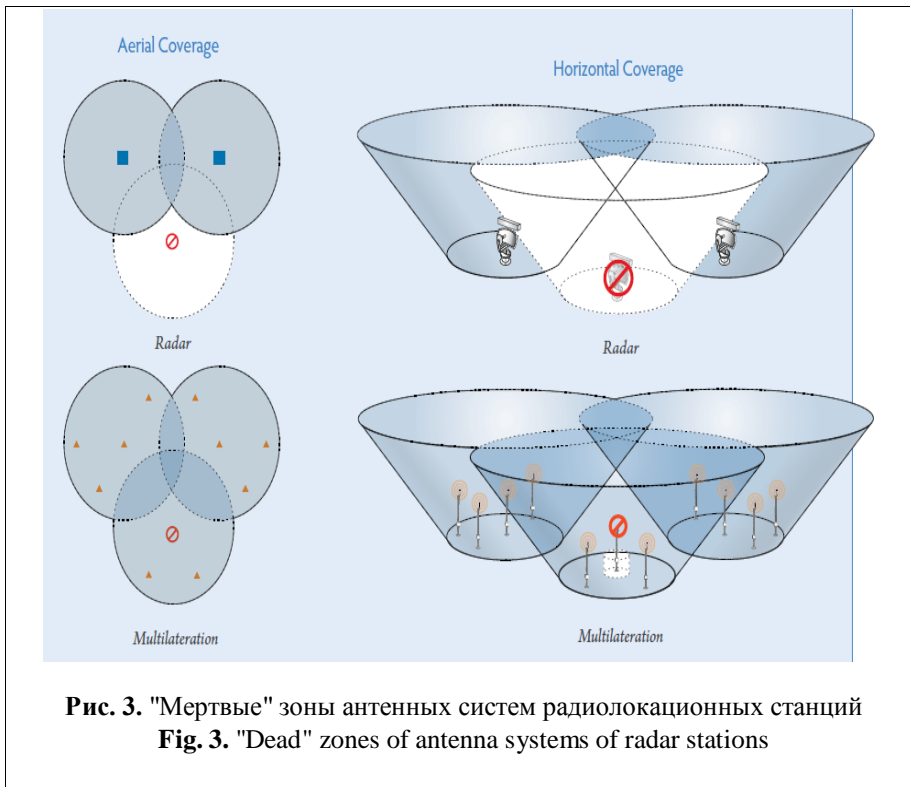 Aerial Coverage
Horizontal Coverage
Radar
Radar
Multilateration
Multilateration
Рис. 3. "Мертвые" зоны антенных систем радиолокационных станций
Fig. 3. "Dead" zones of antenna systems of radar stations